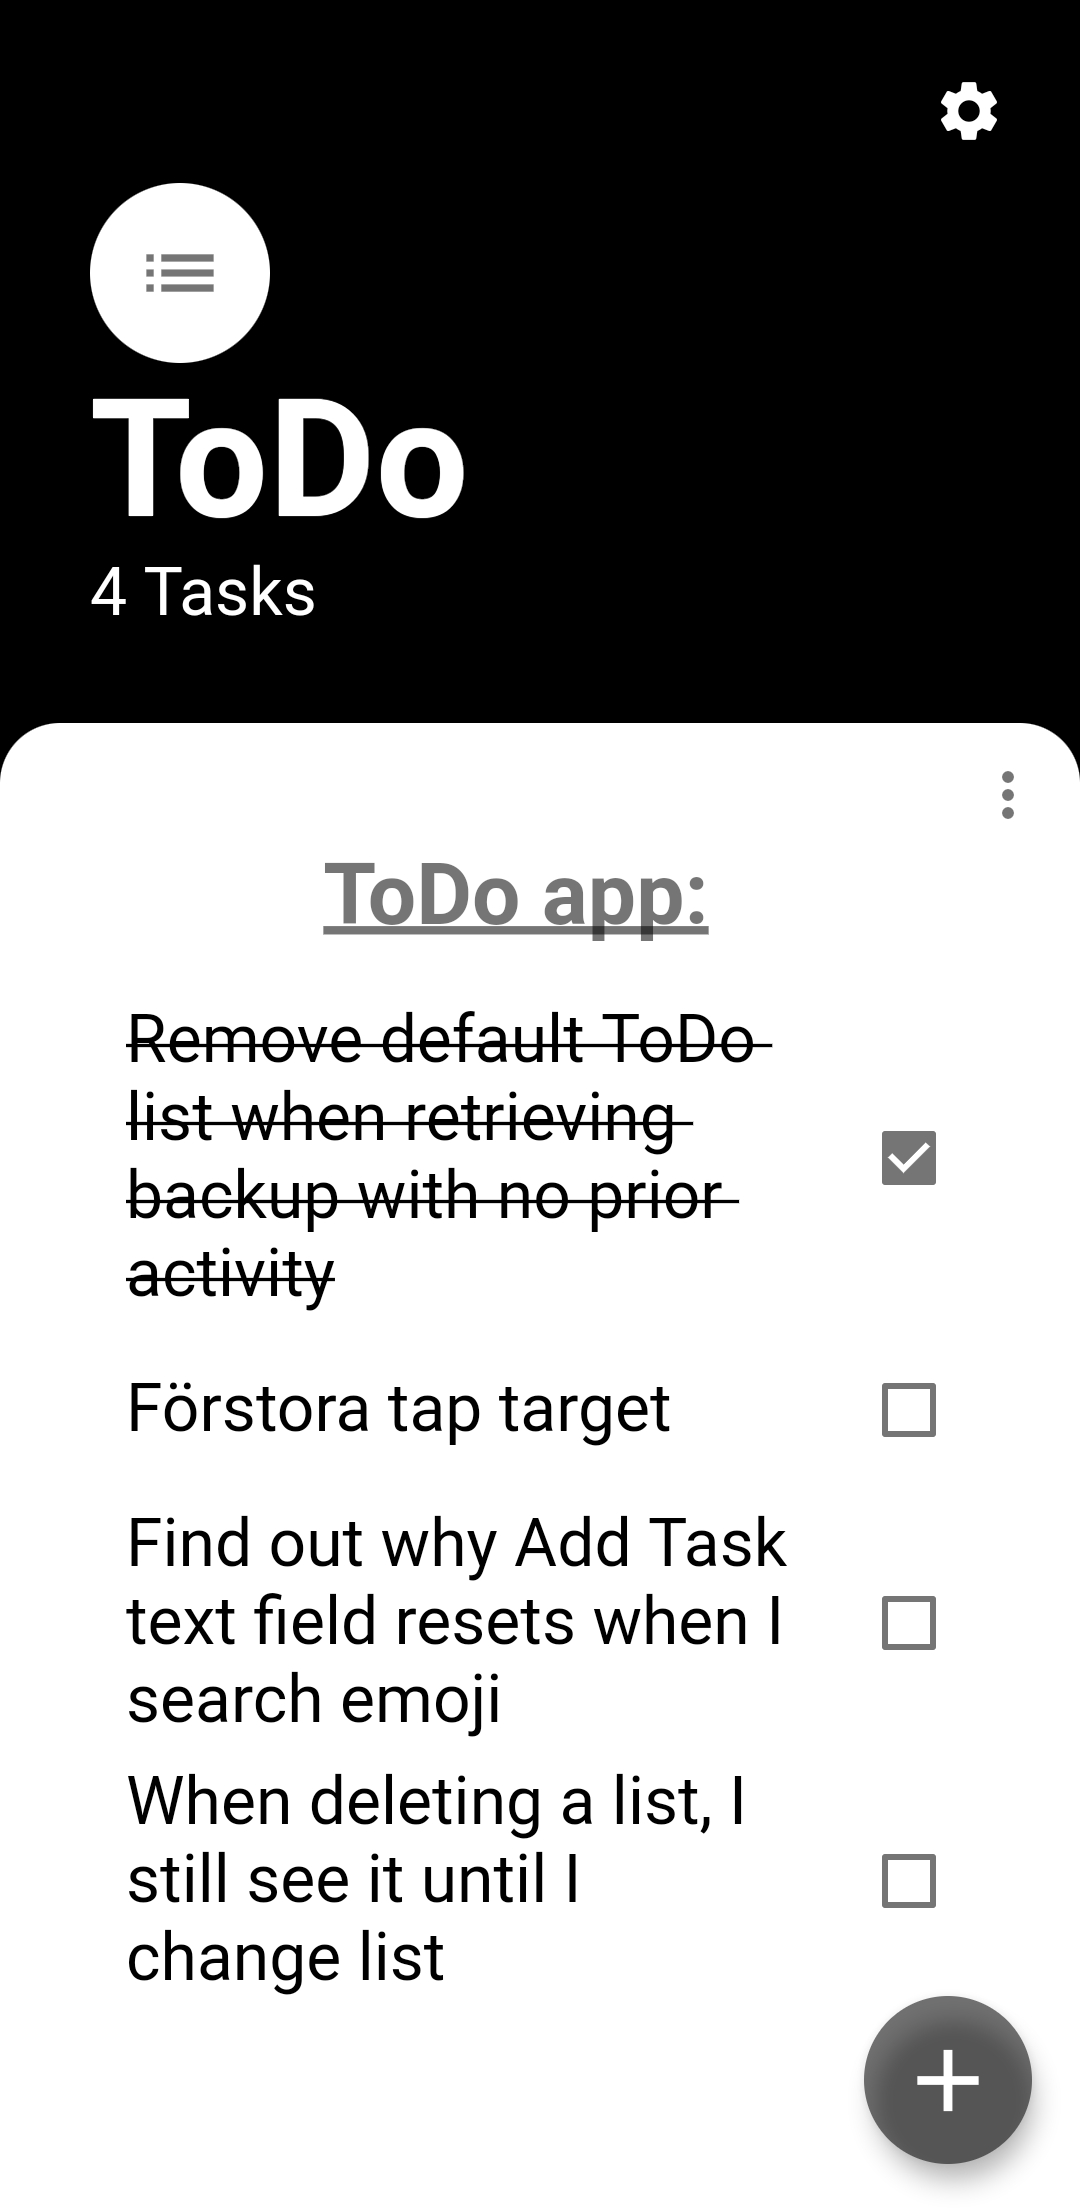 ToDo
4 Tasks
ToDo app:
Remove default ToDo
list when retrieving
backup with no prior
activity
Förstora tap target
Find out why Add Task
text field resets when I
search emoji
When deleting a list, I
still see it until I
change list